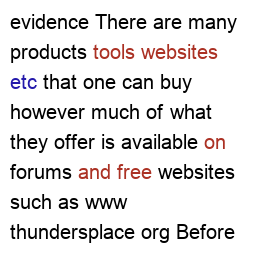 evidence There are many
products tools websites
etc that one can buy
however much of what
they offer is available on
forums and free websites
such as www
thundersplace org Before